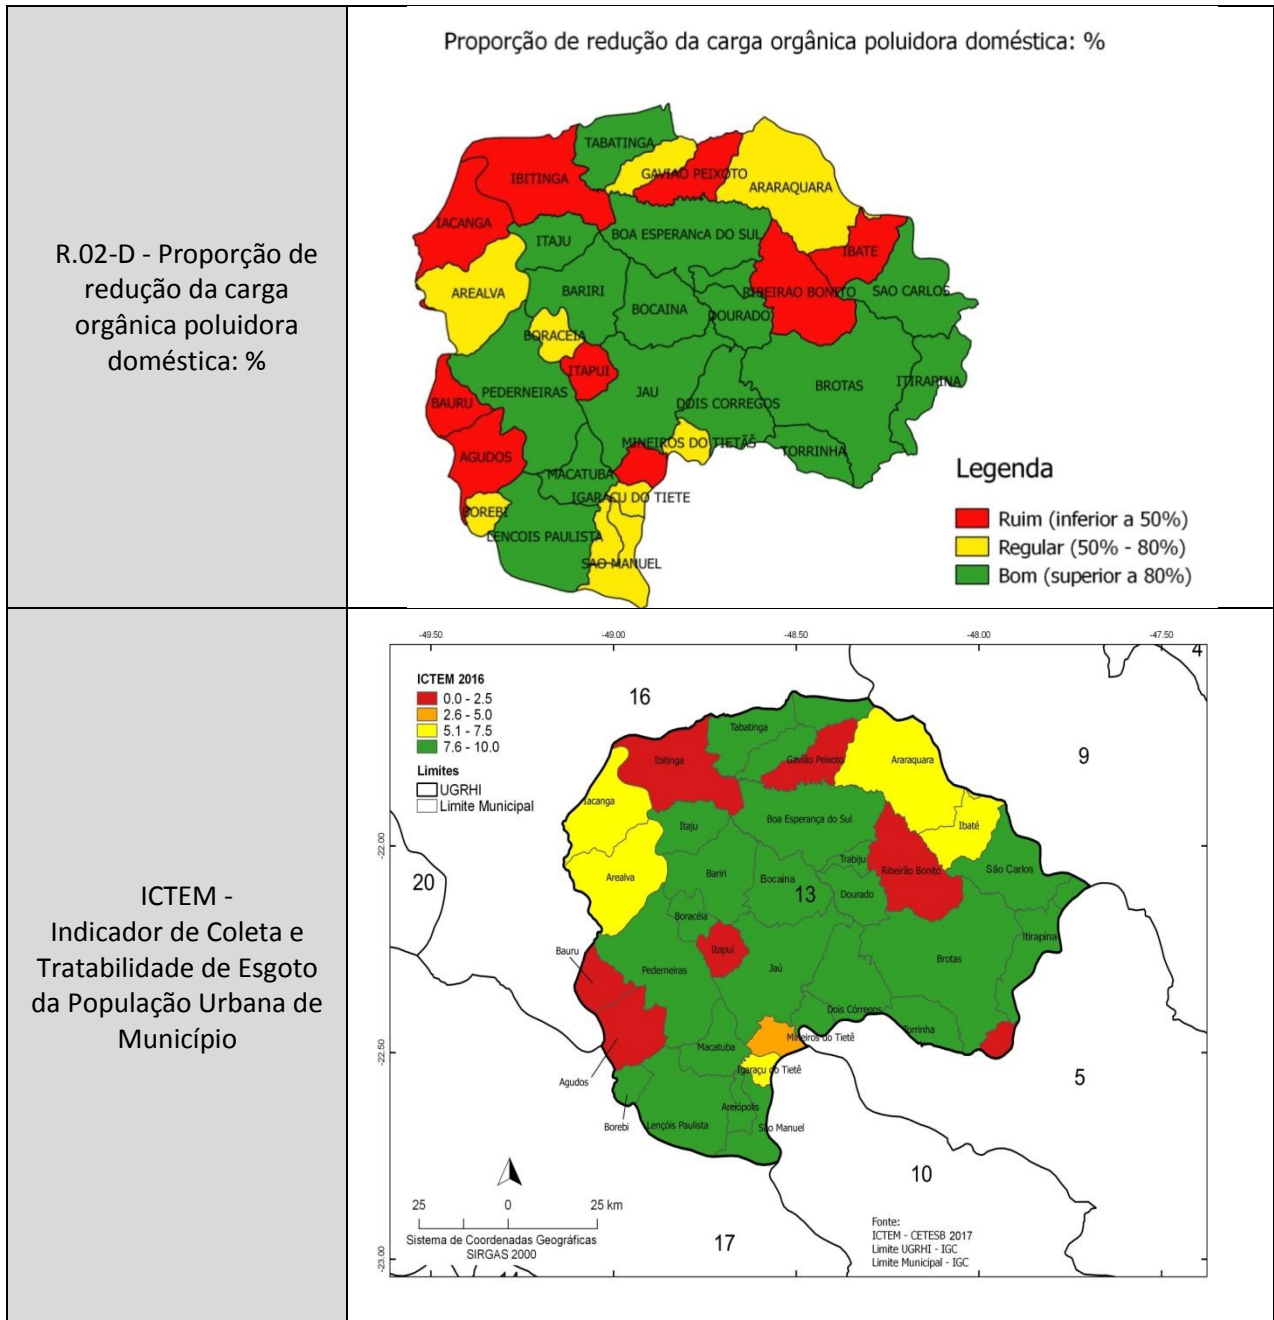 R.02-D - Proporção de
redução da carga
orgânica poluidora
doméstica: %
Proporção de redução da carga orgânica poluidora doméstica: %
TABATINGA
IBITINGA
GAVIAO PEIXOTO
ARARAQUARA
IACANGA
ITAJU
BOA ESPERANcA DO SUL
IBATE
AREALVA
BARIRI
BOCAINA
DOURADO
RIBEIRAO BONITO
SAO CARLOS
BORACEIA
ITAPUI
PEDERNEIRAS
JAU
BROTAS
ITIRAPINA
BAURU
DOIS CORREGOS
AGUDOS
MINEIROS DO TIETÃŠ
TORRINHA
MACATUBA
IGARAÇU DO TIETE
BOREBI
LENCOIS PAULISTA
SAO MANUEL
Legenda
Ruim (inferior a 50%)
Regular (50% - 80%)
Bom (superior a 80%)
ICTEM -
Indicador de Coleta e
Tratabilidade de Esgoto
da População Urbana de
Município
-49.50 -49.00 -48.50 -48.00 -47.50
ICTEM 2016
0.0 - 2.5
2.6 - 5.0
5.1 - 7.5
7.6 - 10.0
Limites
UGRHI
Limite Municipal
16
4
9
20
13
5
10
17
-22.00
-22.50
-23.00
Tabatinga
Ibitinga
Gavião Peixoto
Araraquara
Iacanga
Itaju
Boa Esperança do Sul
Ibaté
Arealva
Bariri
Bocaina
Trabiju
Dourado
Ribeirão Bonito
São Carlos
Boracéia
Itapuí
Bauru
Pederneiras
Jaú
Brotas
Itirapina
Dois Córregos
Torrinha
Mineiros do Tietê
Macatuba
Igaraçu do Tietê
Agudos
Borebi
Lençóis Paulista
Areiópolis
São Manuel
25 0 25 km
Sistema de Coordenadas Geográficas
SIRGAS 2000
Fonte:
ICTEM - CETESB 2017
Limite UGRHI - IGC
Limite Municipal - IGC